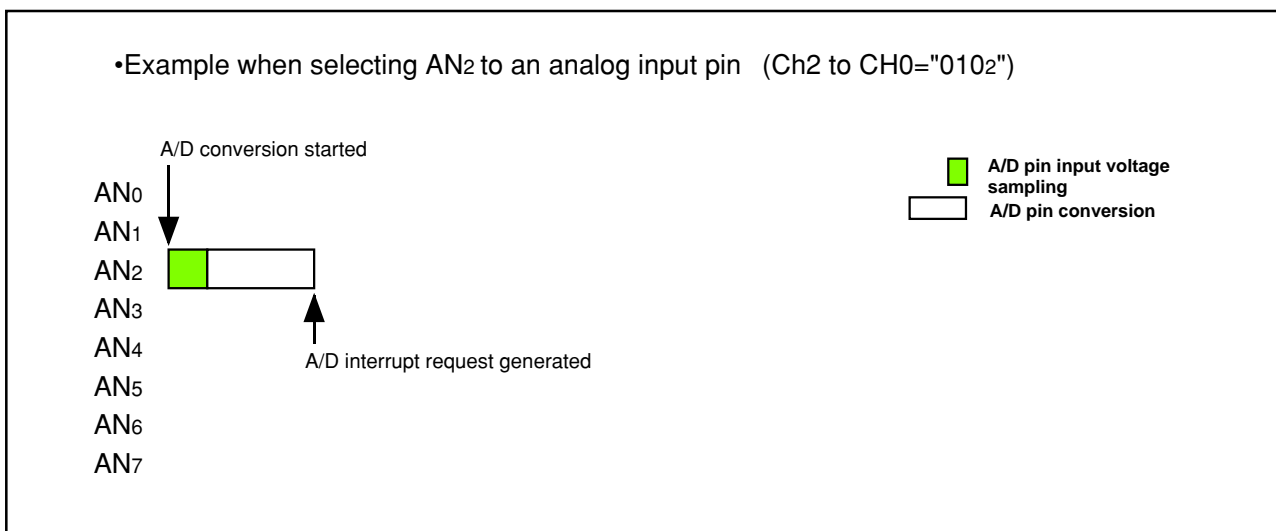 •Example when selecting AN2 to an analog input pin (Ch2 to CH0="0102")
A/D conversion started
A/D pin input voltage
sampling
A/D pin conversion
AN0
AN1
AN2
AN3
AN4
A/D interrupt request generated
AN5
AN6
AN7